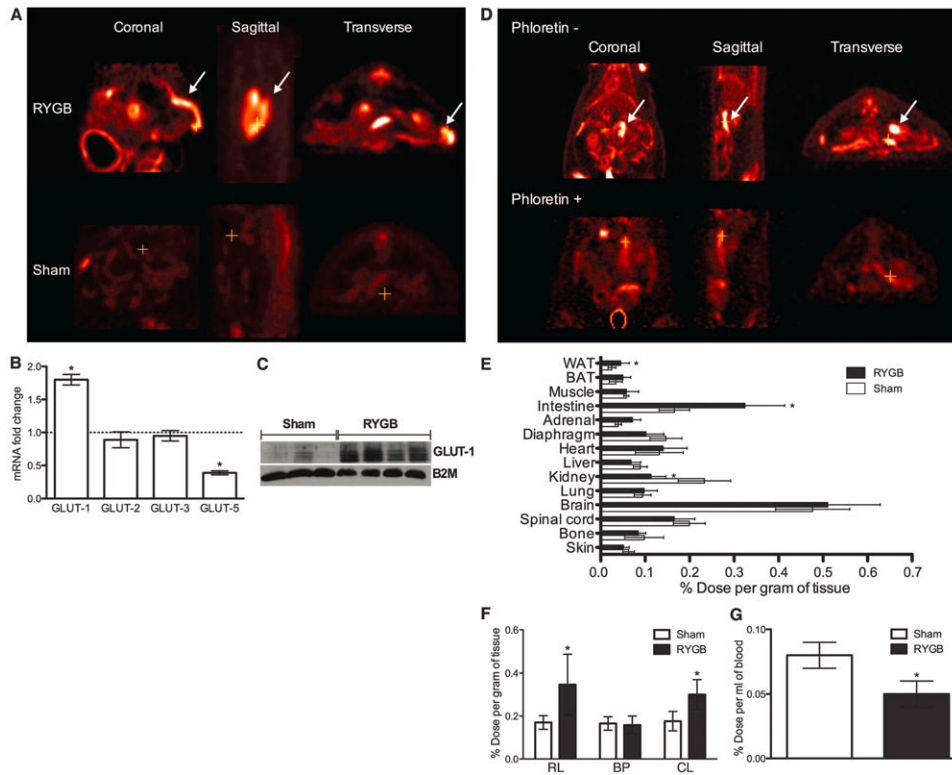 A
Coronal Sagittal Transverse
RYGB
Sham
D
Phloretin -
Coronal Sagittal Transverse
Phloretin +
B
mRNA fold change
2.0
1.5
1.0
0.5
0.0
*
*
GLUT-1 GLUT-2 GLUT-3 GLUT-5
C
Sham RYGB
GLUT-1
B2M
E
WAT
BAT
Muscle
Intestine
Adrenal
Diaphragm
Heart
Liver
Kidney
Lung
Brain
Spinal cord
Bone
Skin
*
*
*
RYGB
Sham
0.0 0.1 0.2 0.3 0.4 0.5 0.6 0.7
% Dose per gram of tissue
F
% Dose per gram of tissue
0.6
0.4
0.2
0.0
*
*
Sham
RYGB
RL BP CL
G
% Dose per ml of blood
0.10
0.05
0.00
*
Sham
RYGB